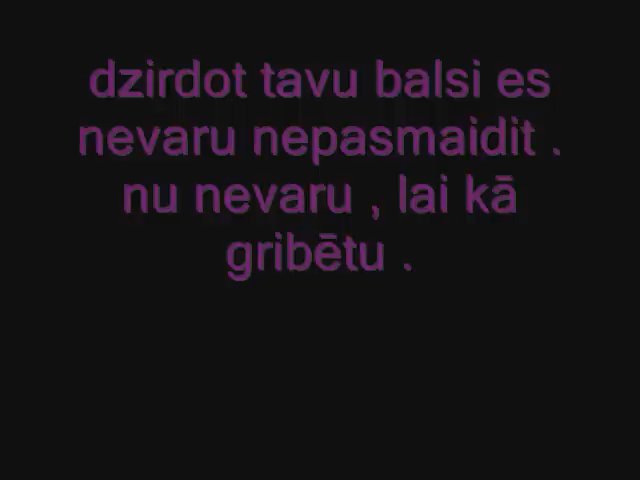 dzirdot tavu balsi es
nevaru nepasmaidit .
nu nevaru , lai kā
gribētu .